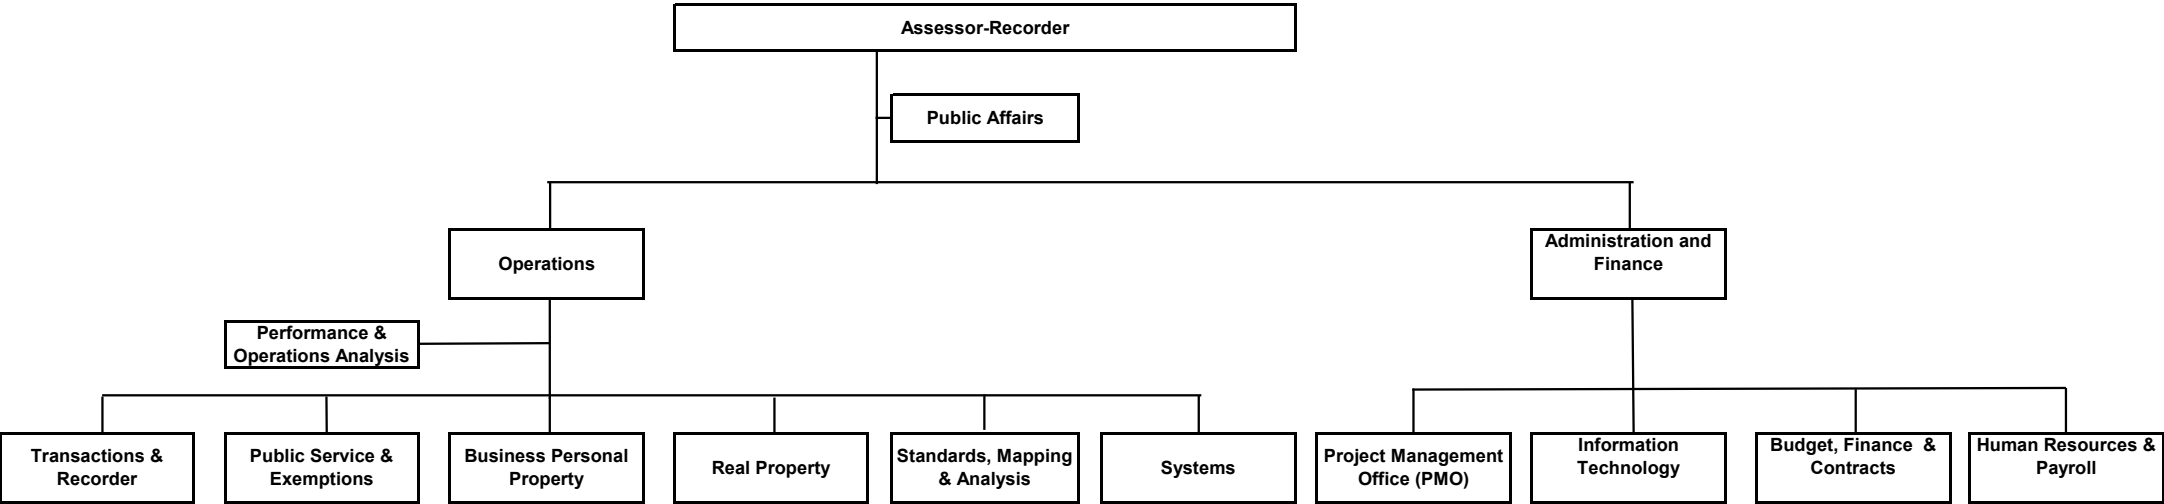 Assessor-Recorder
Public Affairs
Operations
Administration and
Finance
Performance &
Operations Analysis
Transactions &
Recorder
Public Service &
Exemptions
Business Personal
Property
Real Property
Standards, Mapping
& Analysis
Systems
Project Management
Office (PMO)
Information
Technology
Budget, Finance &
Contracts
Human Resources &
Payroll